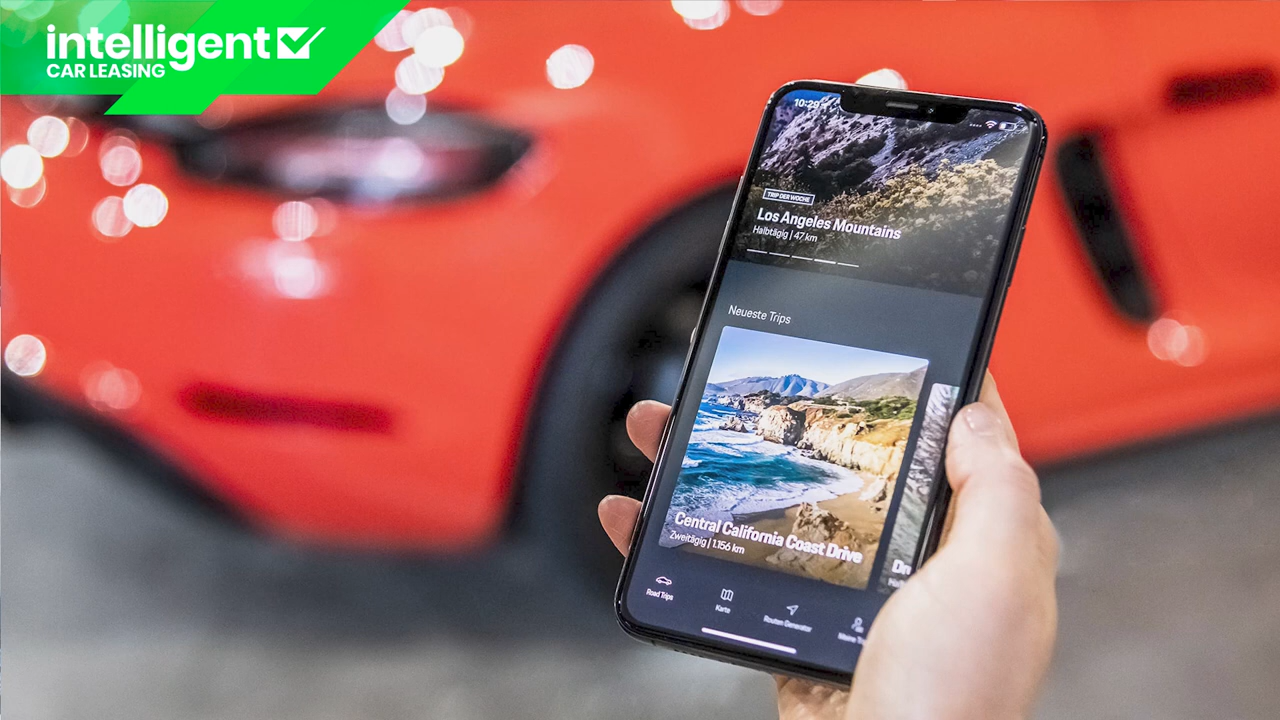 intelligent
CAR LEASING
10:29
TRIP DER WOCHE
Los Angeles Mountains
Halbtägig | 47 km
Neueste Trips
Central California Coast Drive
Zweitägig | 1.156 km
Road Trips
Karte
Routen Generator
Meine